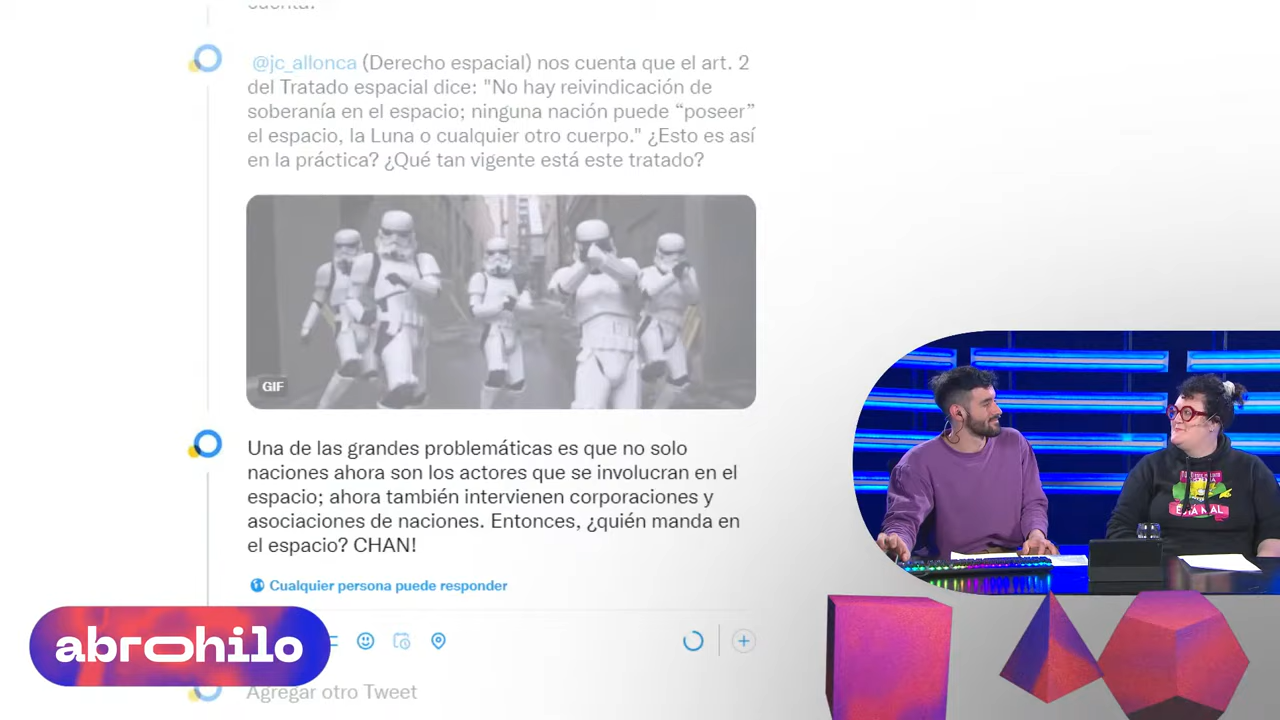 cuenta.
@jc_allonca (Derecho espacial) nos cuenta que el art. 2
del Tratado espacial dice: "No hay reivindicación de
soberanía en el espacio; ninguna nación puede “poseer”
el espacio, la Luna o cualquier otro cuerpo." ¿Esto es así
en la práctica? ¿Qué tan vigente está este tratado?
GIF
Una de las grandes problemáticas es que no solo
naciones ahora son los actores que se involucran en el
espacio; ahora también intervienen corporaciones y
asociaciones de naciones. Entonces, ¿quién manda en
el espacio? CHAN!
Cualquier persona puede responder
abrohilo
Agregar otro Tweet